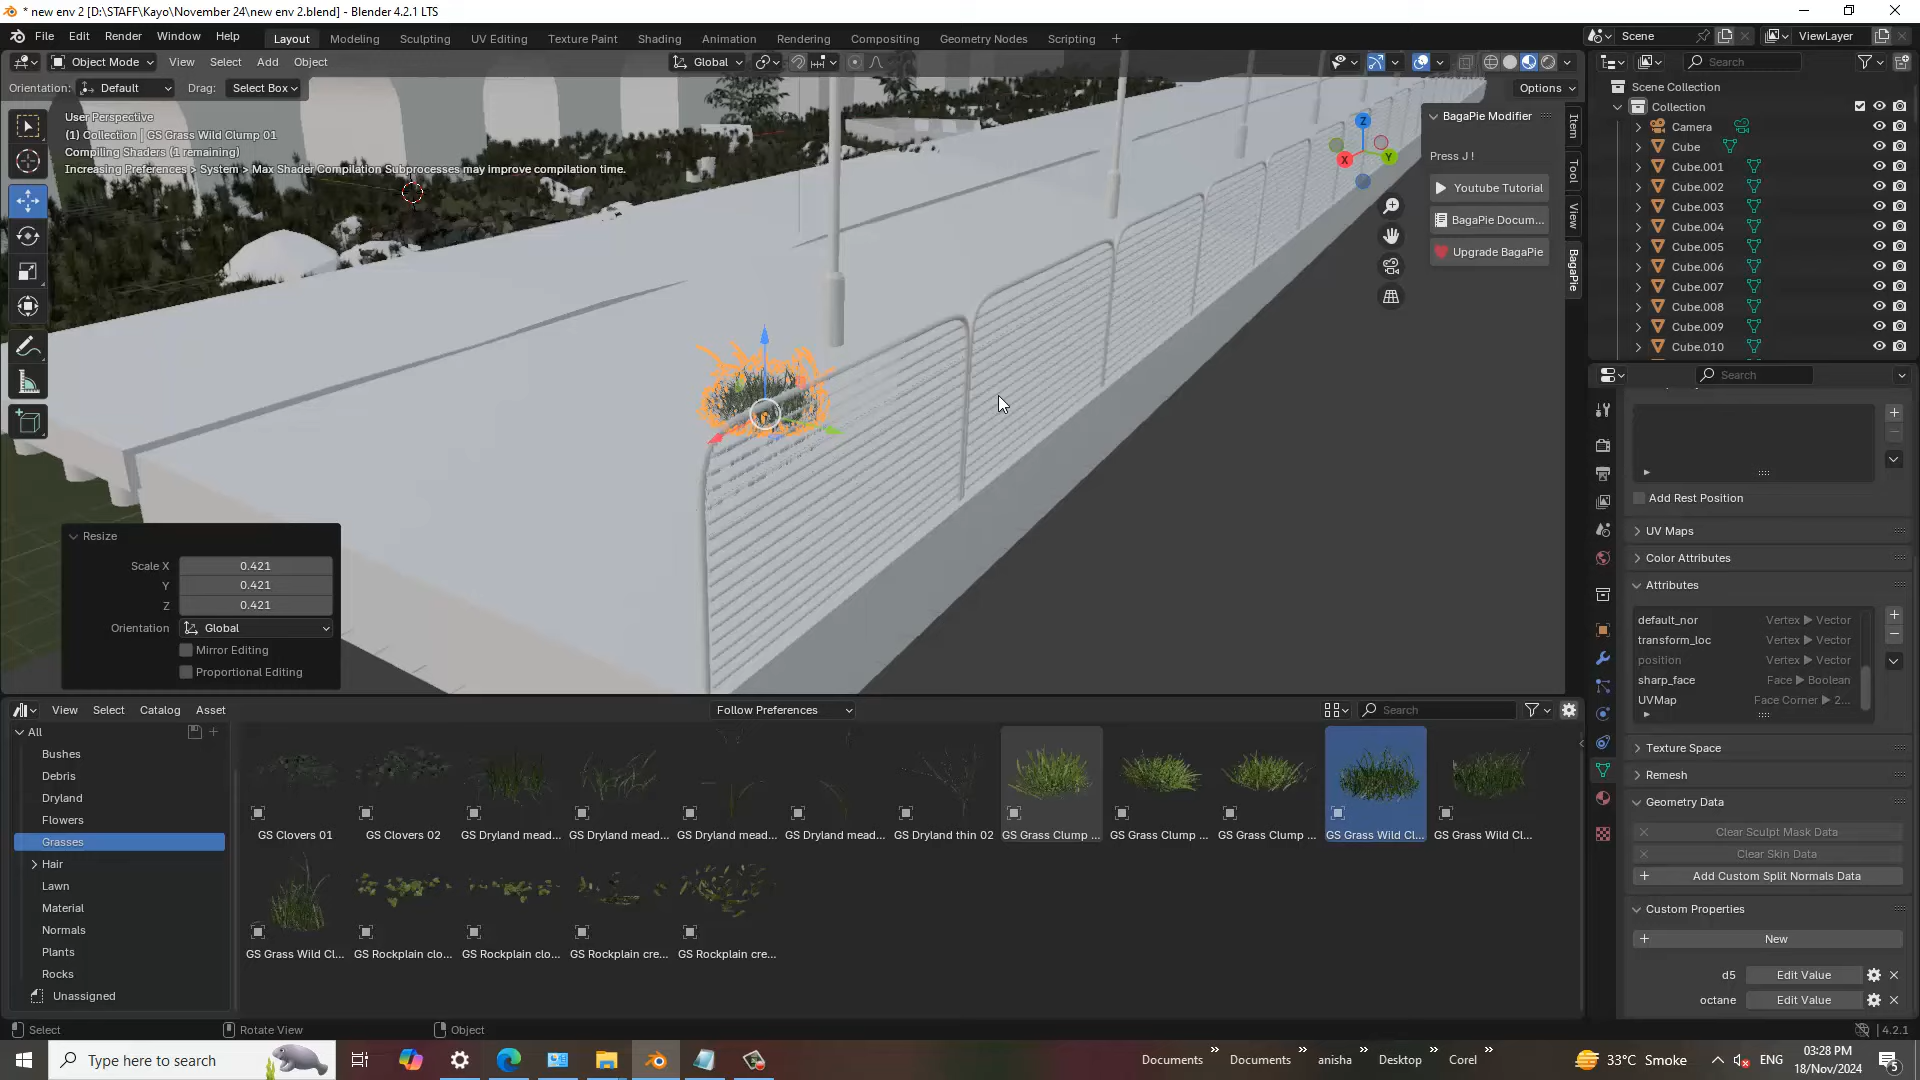 * new env 2 [D:\STAFF\Kayo\November 24\new env 2.blend] - Blender 4.2.1 LTS
File Edit Render Window Help Layout Modeling Sculpting UV Editing Texture Paint Shading Animation Rendering Compositing Geometry Nodes Scripting + Scene ViewLayer
Object Mode View Select Add Object Global Search
Orientation: Default Drag: Select Box Options
User Perspective
(1) Collection | GS Grass Wild Clump 01
Compiling Shaders (1 remaining)
Increasing Preferences > System > Max Shader Compilation Subprocesses may improve compilation time.
Z
Y
X
BagaPie Modifier
Press J !
Youtube Tutorial
BagaPie Docum...
Upgrade BagaPie
Item
Tool
View
BagaPie
Scene Collection
Collection
Camera
Cube
Cube.001
Cube.002
Cube.003
Cube.004
Cube.005
Cube.006
Cube.007
Cube.008
Cube.009
Cube.010
Search
Add Rest Position
UV Maps
Color Attributes
Attributes
default_nor Vertex ▶ Vector
transform_loc Vertex ▶ Vector
position Vertex ▶ Vector
sharp_face Face ▶ Boolean
UVMap Face Corner ▶ 2...
Texture Space
Remesh
Geometry Data
Clear Sculpt Mask Data
Clear Skin Data
Add Custom Split Normals Data
Custom Properties
New
d5 Edit Value
octane Edit Value
Resize
Scale X 0.421
Y 0.421
Z 0.421
Orientation Global
Mirror Editing
Proportional Editing
View Select Catalog Asset Follow Preferences Search
All
Bushes
Debris
Dryland
Flowers
Grasses
Hair
Lawn
Material
Normals
Plants
Rocks
Unassigned
GS Clovers 01 GS Clovers 02 GS Dryland mead... GS Dryland mead... GS Dryland mead... GS Dryland mead... GS Dryland thin 02 GS Grass Clump ... GS Grass Clump ... GS Grass Clump ... GS Grass Wild Cl... GS Grass Wild Cl...
GS Grass Wild Cl... GS Rockplain clo... GS Rockplain clo... GS Rockplain cre... GS Rockplain cre...
Select Rotate View Object 4.2.1
Type here to search Documents Documents anisha Desktop Corel 33°C Smoke ENG 03:28 PM
18/Nov/2024 5